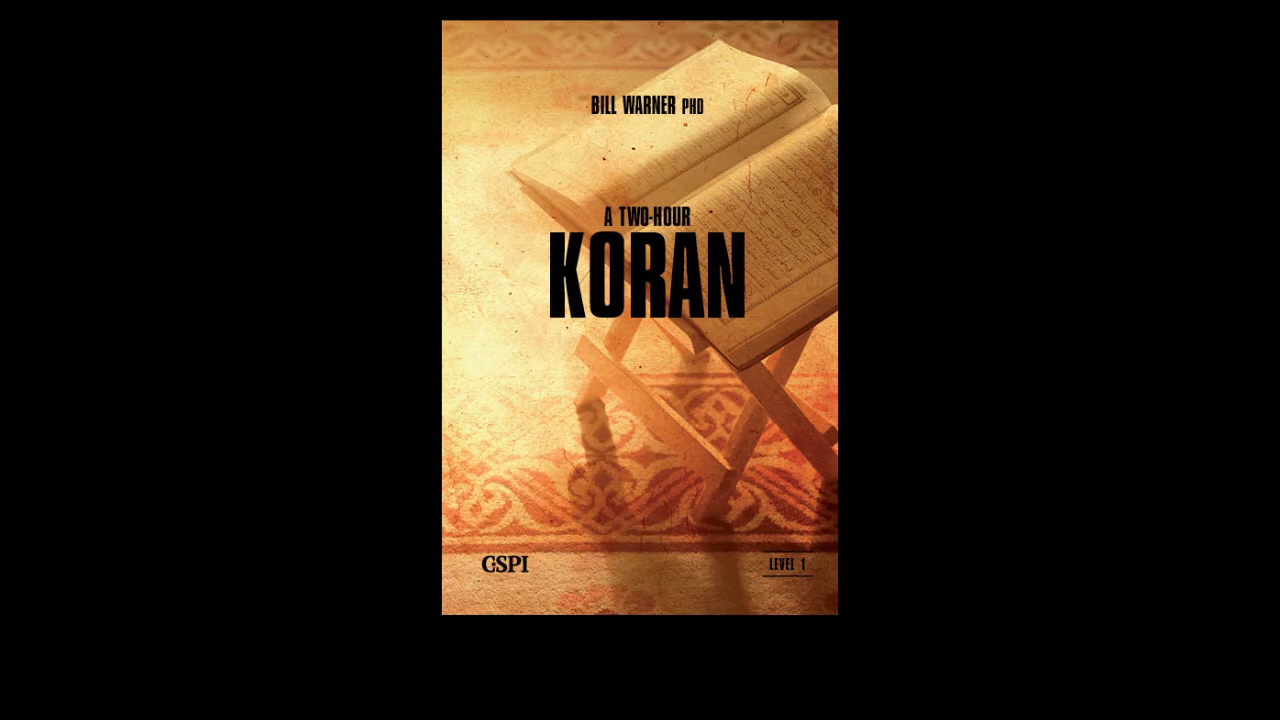 BILL WARNER PHD
A TWO-HOUR
KORAN
CSPI
LEVEL 1